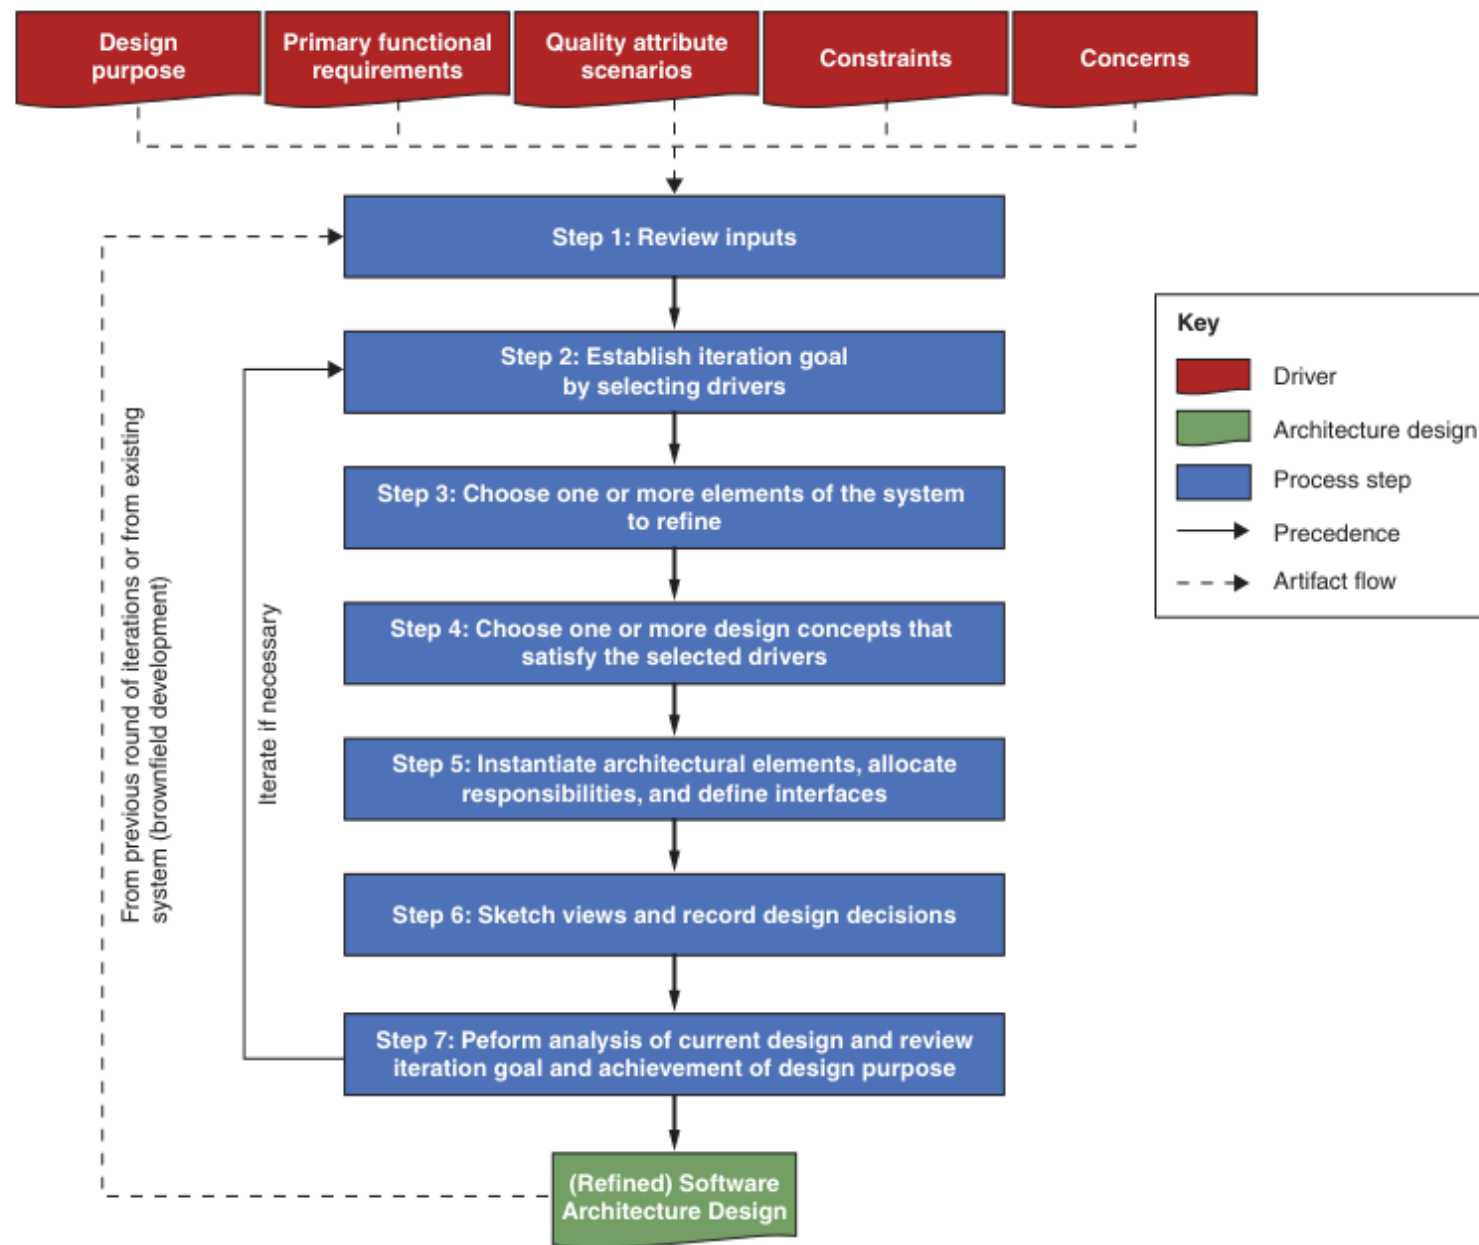 Design
purpose
Primary functional
requirements
Quality attribute
scenarios
Constraints
Concerns
Step 1: Review inputs
Step 2: Establish iteration goal
by selecting drivers
Step 3: Choose one or more elements of the system
to refine
Step 4: Choose one or more design concepts that
satisfy the selected drivers
Step 5: Instantiate architectural elements, allocate
responsibilities, and define interfaces
Step 6: Sketch views and record design decisions
Step 7: Peform analysis of current design and review
iteration goal and achievement of design purpose
(Refined) Software
Architecture Design
From previous round of iterations or from existing
system (brownfield development)
Iterate if necessary
Key
Driver
Architecture design
Process step
Precedence
Artifact flow